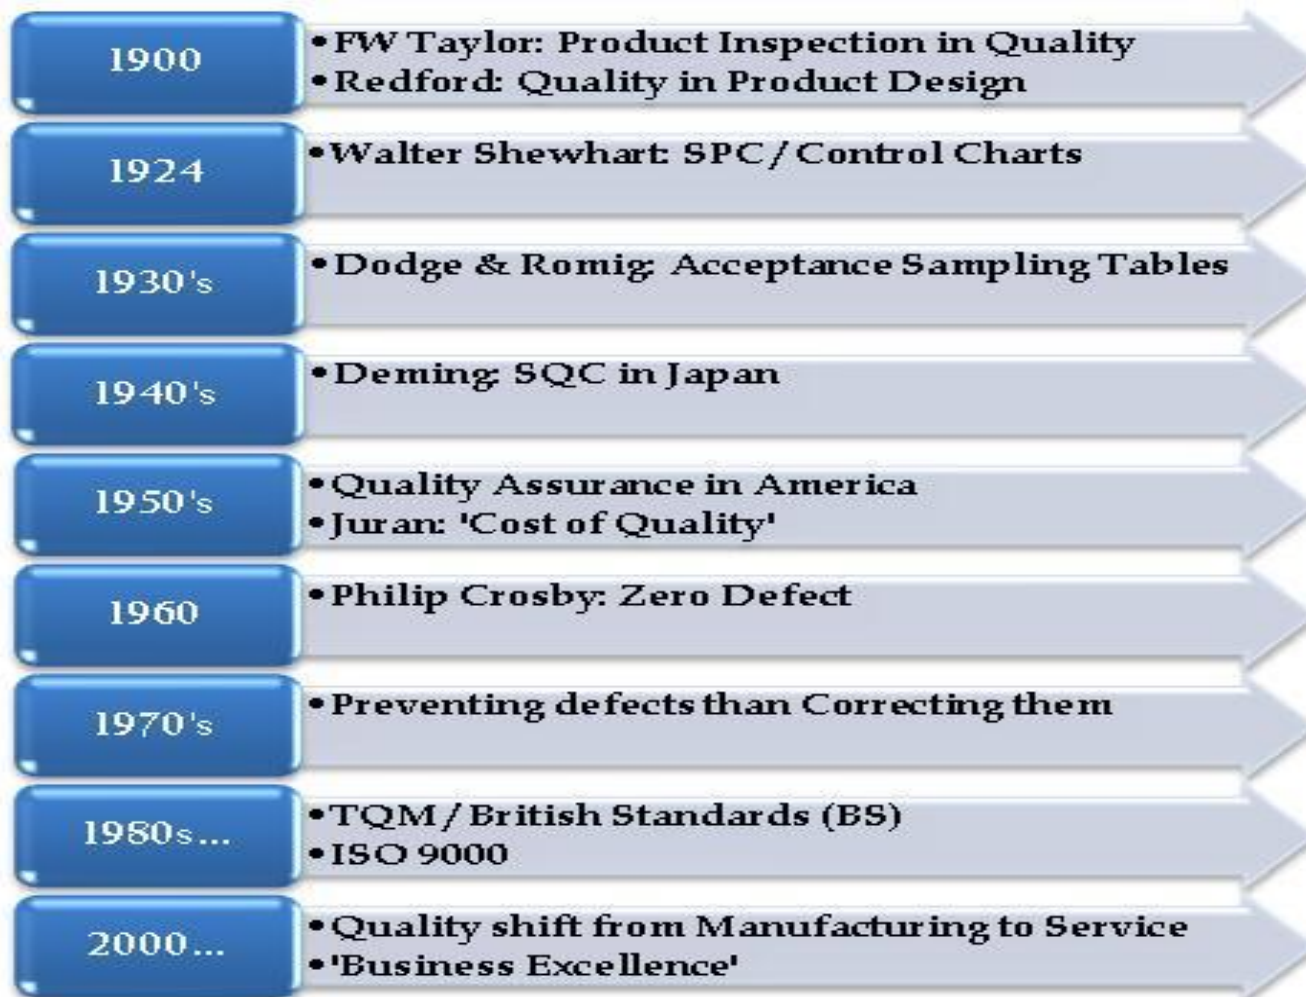 1900
•FW Taylor: Product Inspection in Quality
•Redford: Quality in Product Design
1924
•Walter Shewhart: SPC/Control Charts
1930's
•Dodge & Romig: Acceptance Sampling Tables
1940's
•Deming: SQC in Japan
1950's
•Quality Assurance in America
•Juran: 'Cost of Quality'
1960
•Philip Crosby: Zero Defect
1970's
•Preventing defects than Correcting them
1980s...
•TQM/British Standards (BS)
•ISO 9000
2000...
•Quality shift from Manufacturing to Service
•'Business Excellence'